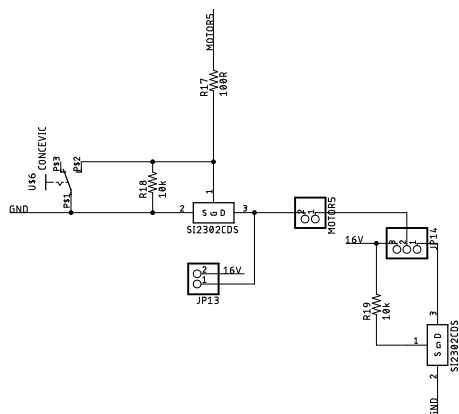 MOTOR5
R17
100R
U$6
CONCEVIC
P$3
P$2
P$1
R18
10k
GND
1
2
S G D
3
SI2302CDS
2
1
MOTOR5
16V
3
2
1
JP14
2
1
16V
JP13
R19
10k
3
1
S G D
SI2302CDS
2
GND